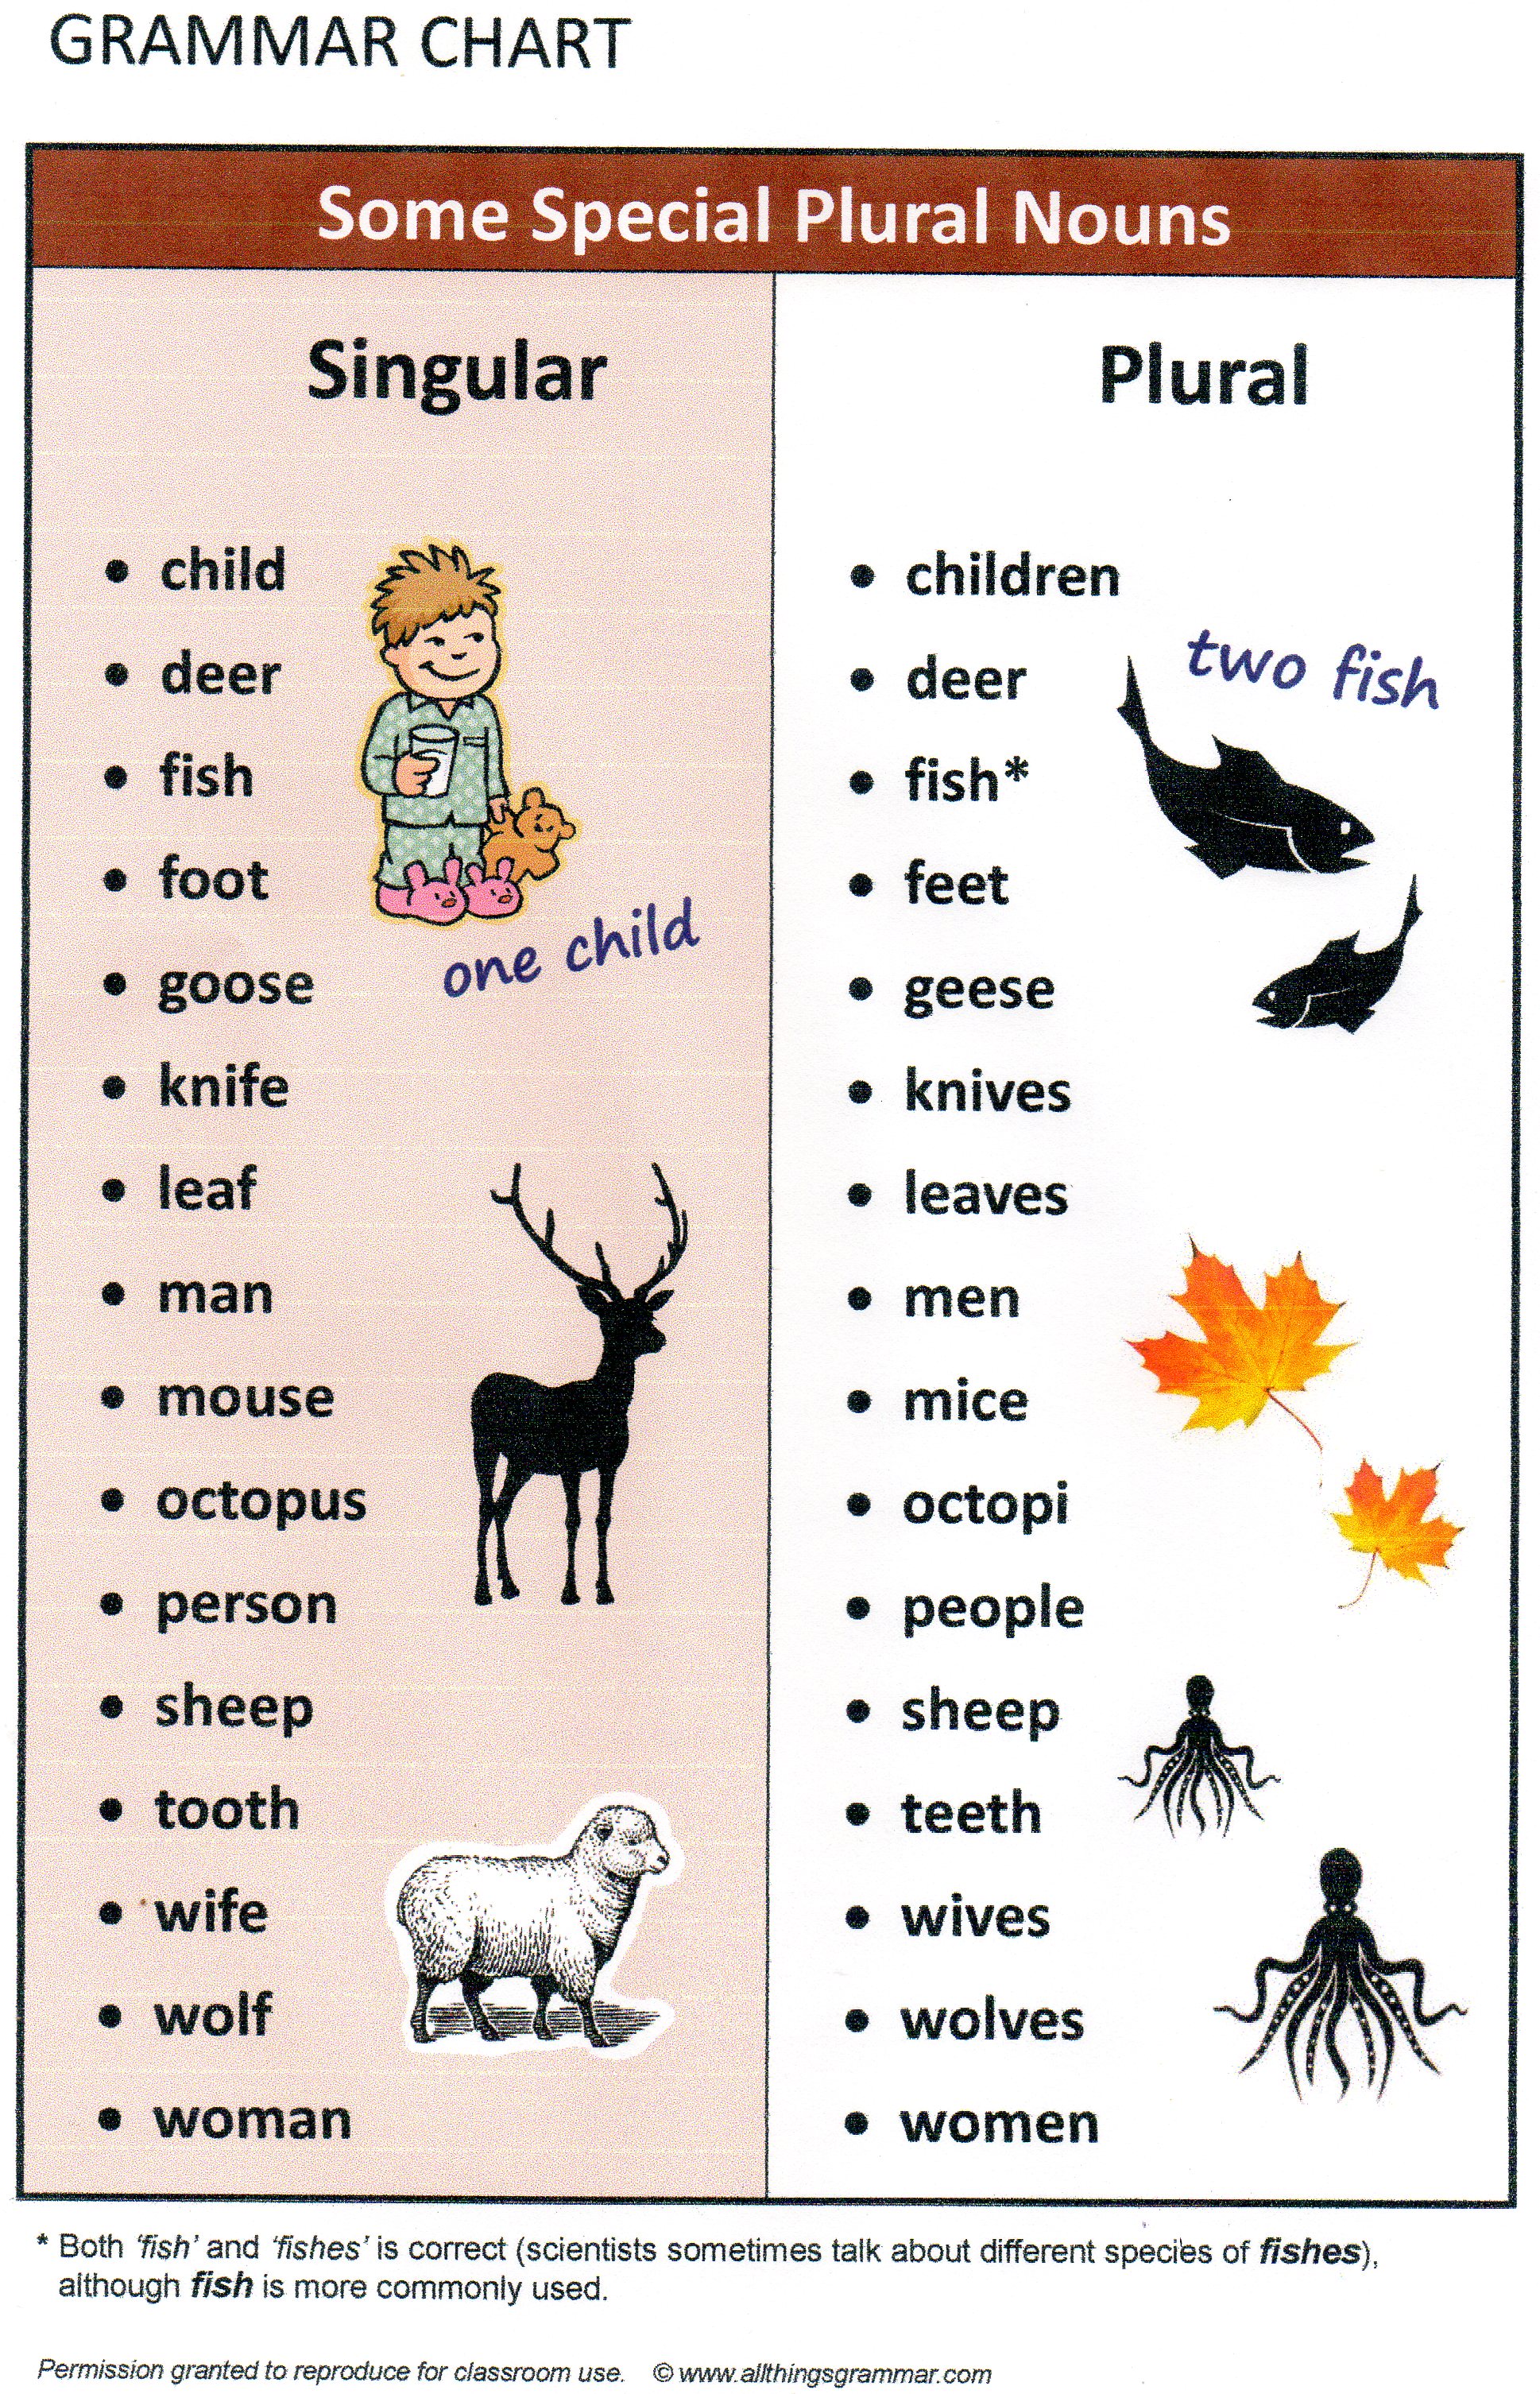 GRAMMAR CHART
Some Special Plural Nouns
Singular
• child
• deer
• fish
• foot
• goose
• knife
• leaf
• man
• mouse
• octopus
• person
• sheep
• tooth
• wife
• wolf
• woman
one child
Plural
• children
• deer
• fish*
• feet
• geese
• knives
• leaves
• men
• mice
• octopi
• people
• sheep
• teeth
• wives
• wolves
• women
two fish
* Both ‘fish’ and ‘fishes’ is correct (scientists sometimes talk about different species of fishes),
although fish is more commonly used.
Permission granted to reproduce for classroom use. © www.allthingsgrammar.com